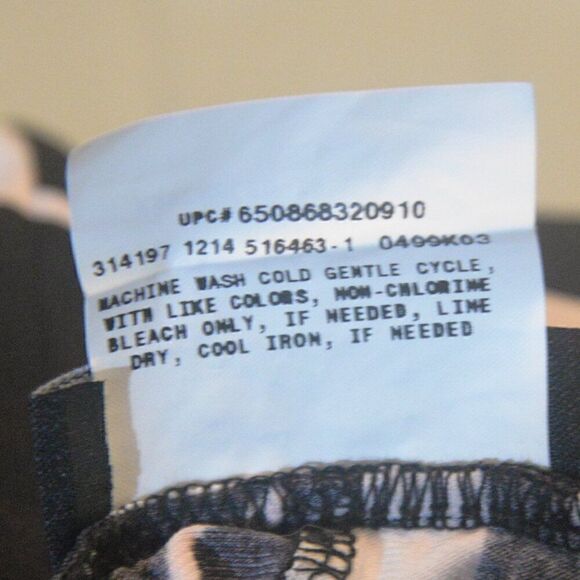 UPC# 650868320910
314197 1214 516463-1 0499K03
MACHINE WASH COLD GENTLE CYCLE,
WITH LIKE COLORS, NON-CHLORINE
BLEACH ONLY, IF NEEDED, LINE
DRY, COOL IRON, IF NEEDED